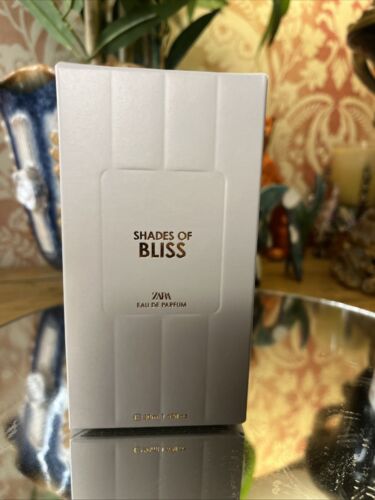 SHADES OF
BLISS
ZARA
EAU DE PARFUM